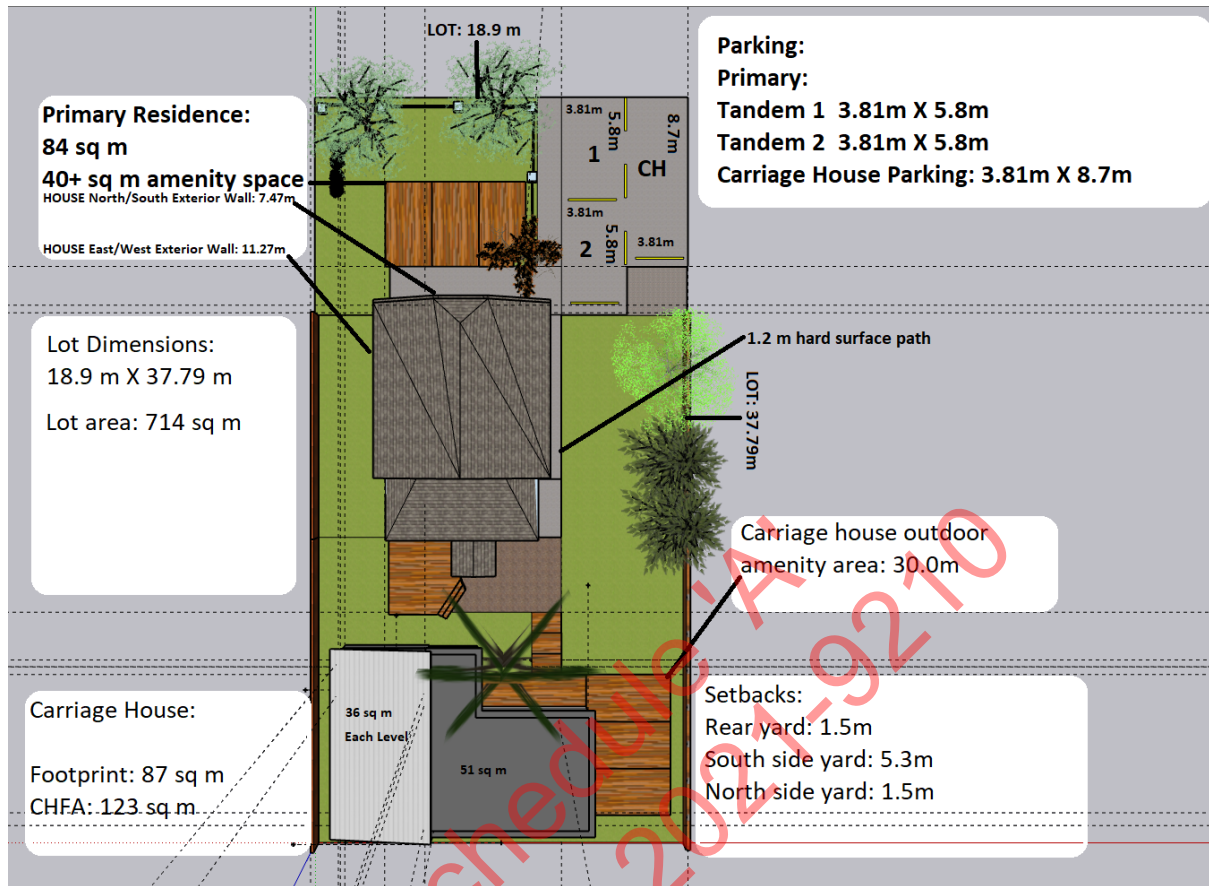 LOT: 18.9 m
Parking:
Primary:
Tandem 1 3.81m X 5.8m
Tandem 2 3.81m X 5.8m
Carriage House Parking: 3.81m X 8.7m
Primary Residence:
84 sq m
40+ sq m amenity space
HOUSE North/South Exterior Wall: 7.47m
HOUSE East/West Exterior Wall: 11.27m
3.81m
5.8m
8.7m
1
CH
3.81m
5.8m
2
3.81m
Lot Dimensions:
18.9 m X 37.79 m
Lot area: 714 sq m
1.2 m hard surface path
LOT: 37.79m
Carriage house outdoor
amenity area: 30.0m
Carriage House:
Footprint: 87 sq m
CHFA: 123 sq m
36 sq m
Each Level
51 sq m
Setbacks:
Rear yard: 1.5m
South side yard: 5.3m
North side yard: 1.5m
chedule 'A'
2021-9210